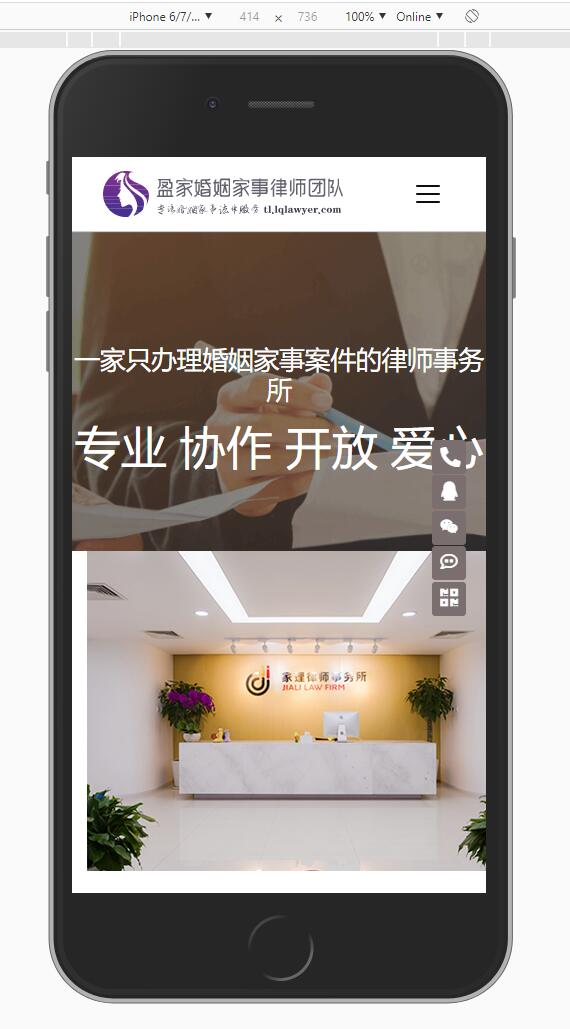 iPhone 6/7/... ▼ 414 × 736 100% ▼ Online ▼
盈家婚姻家事律师团队
专注婚姻家事法律服务 tl.lqlawyer.com
一家只办理婚姻家事案件的律师事务
所
专业 协作 开放 爱心
家理律师事务所
JIALI LAW FIRM